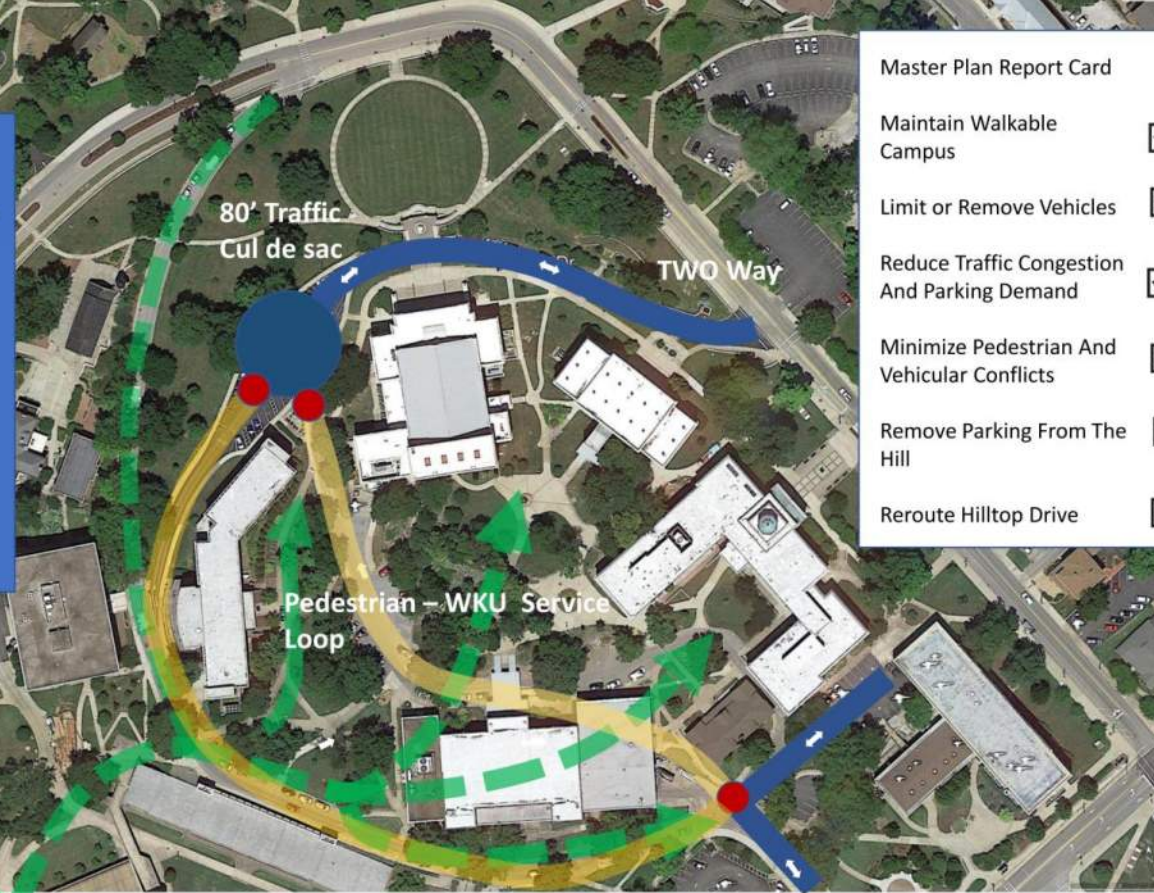 Master Plan Report Card
Maintain Walkable
Campus
Limit or Remove Vehicles
Reduce Traffic Congestion
And Parking Demand
Minimize Pedestrian And
Vehicular Conflicts
Remove Parking From The
Hill
Reroute Hilltop Drive
80' Traffic -
Cul de sac
TWO Way
Pedestrian – WKU Service
Loop